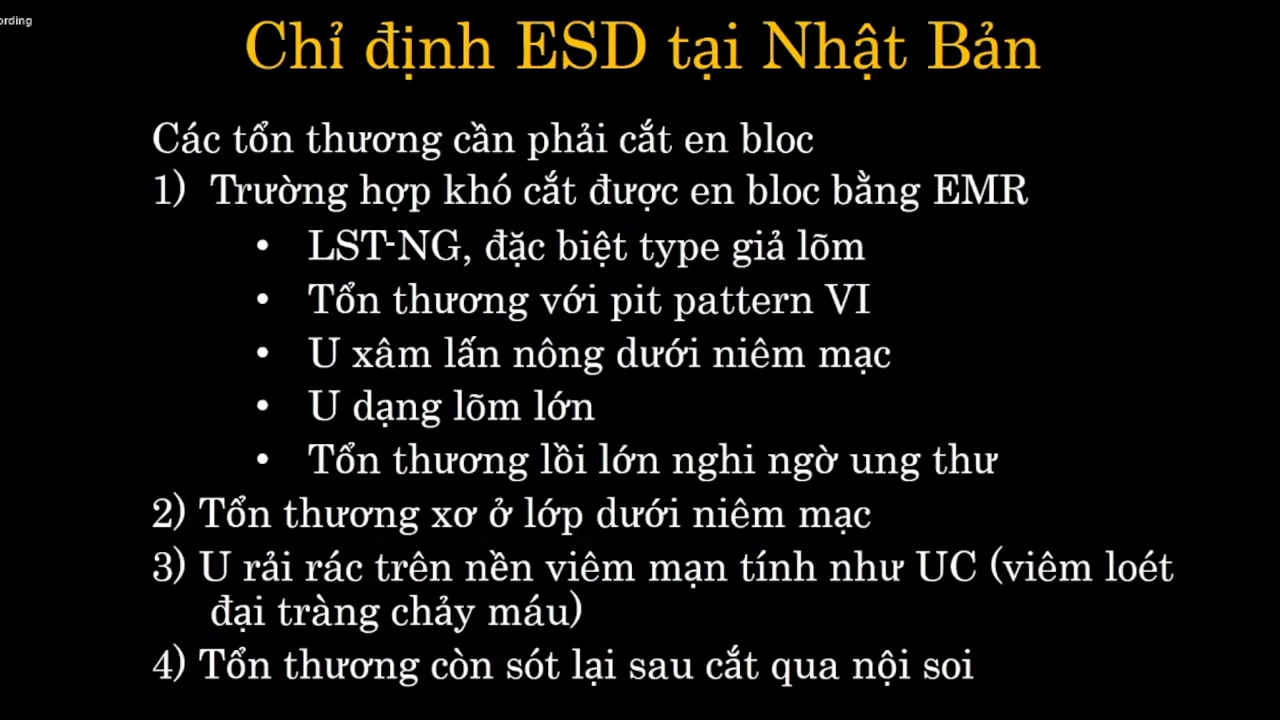 ording
Chỉ định ESD tại Nhật Bản
Các tổn thương cần phải cắt en bloc
1) Trường hợp khó cắt được en bloc bằng EMR
• LST-NG, đặc biệt type giả lõm
• Tổn thương với pit pattern VI
• U xâm lấn nông dưới niêm mạc
• U dạng lõm lớn
• Tổn thương lồi lớn nghi ngờ ung thư
2) Tổn thương xơ ở lớp dưới niêm mạc
3) U rải rác trên nền viêm mạn tính như UC (viêm loét
đại tràng chảy máu)
4) Tổn thương còn sót lại sau cắt qua nội soi